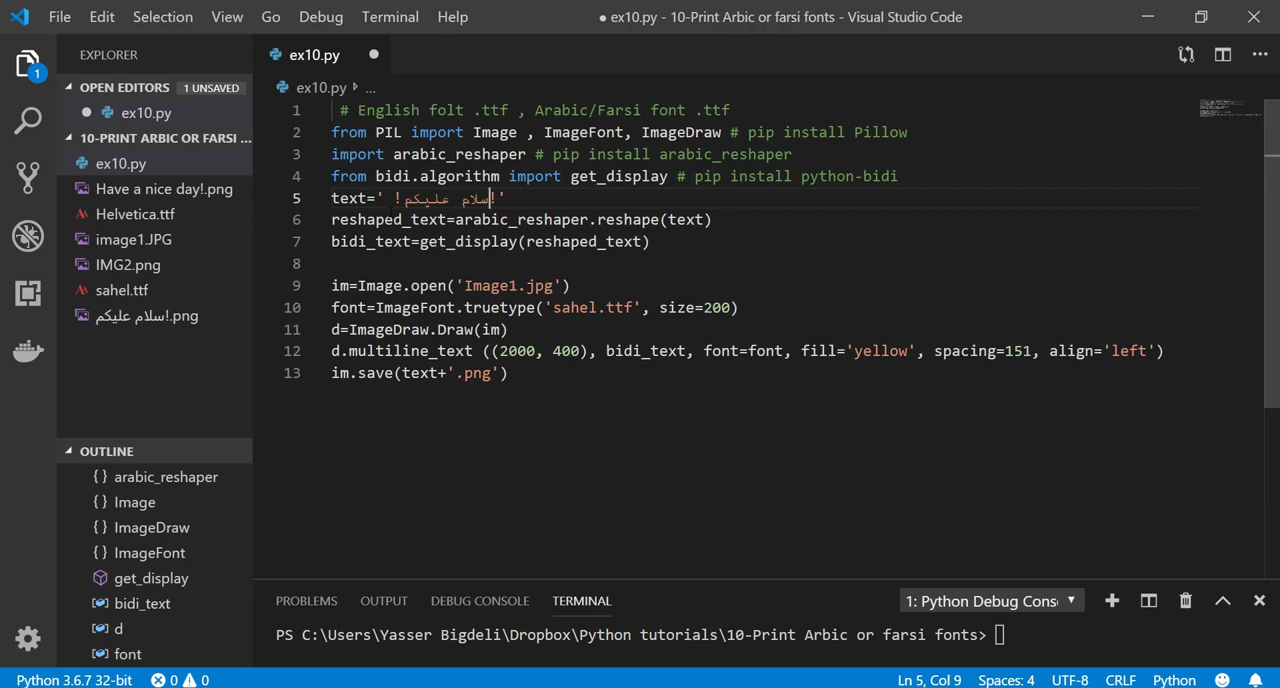 File Edit Selection View Go Debug Terminal Help
● ex10.py - 10-Print Arbic or farsi fonts - Visual Studio Code
EXPLORER
OPEN EDITORS 1 UNSAVED
● ex10.py
10-PRINT ARBIC OR FARSI ...
ex10.py
Have a nice day!.png
Helvetica.ttf
image1.JPG
IMG2.png
sahel.ttf
سلام علیکم!.png
OUTLINE
{} arabic_reshaper
{} Image
{} ImageDraw
{} ImageFont
get_display
bidi_text
d
font
1
ex10.py ●
ex10.py ...
1 # English folt .ttf , Arabic/Farsi font .ttf
2 from PIL import Image , ImageFont, ImageDraw # pip install Pillow
3 import arabic_reshaper # pip install arabic_reshaper
4 from bidi.algorithm import get_display # pip install python-bidi
5 text=' !سلام علیکم!'
6 reshaped_text=arabic_reshaper.reshape(text)
7 bidi_text=get_display(reshaped_text)
8
9 im=Image.open('Image1.jpg')
10 font=ImageFont.truetype('sahel.ttf', size=200)
11 d=ImageDraw.Draw(im)
12 d.multiline_text ((2000, 400), bidi_text, font=font, fill='yellow', spacing=151, align='left')
13 im.save(text+'.png')
PROBLEMS OUTPUT DEBUG CONSOLE TERMINAL 1: Python Debug Consc
PS C:\Users\Yasser Bigdeli\Dropbox\Python tutorials\10-Print Arbic or farsi fonts>
Python 3.6.7 32-bit 0 0 Ln 5, Col 9 Spaces: 4 UTF-8 CRLF Python